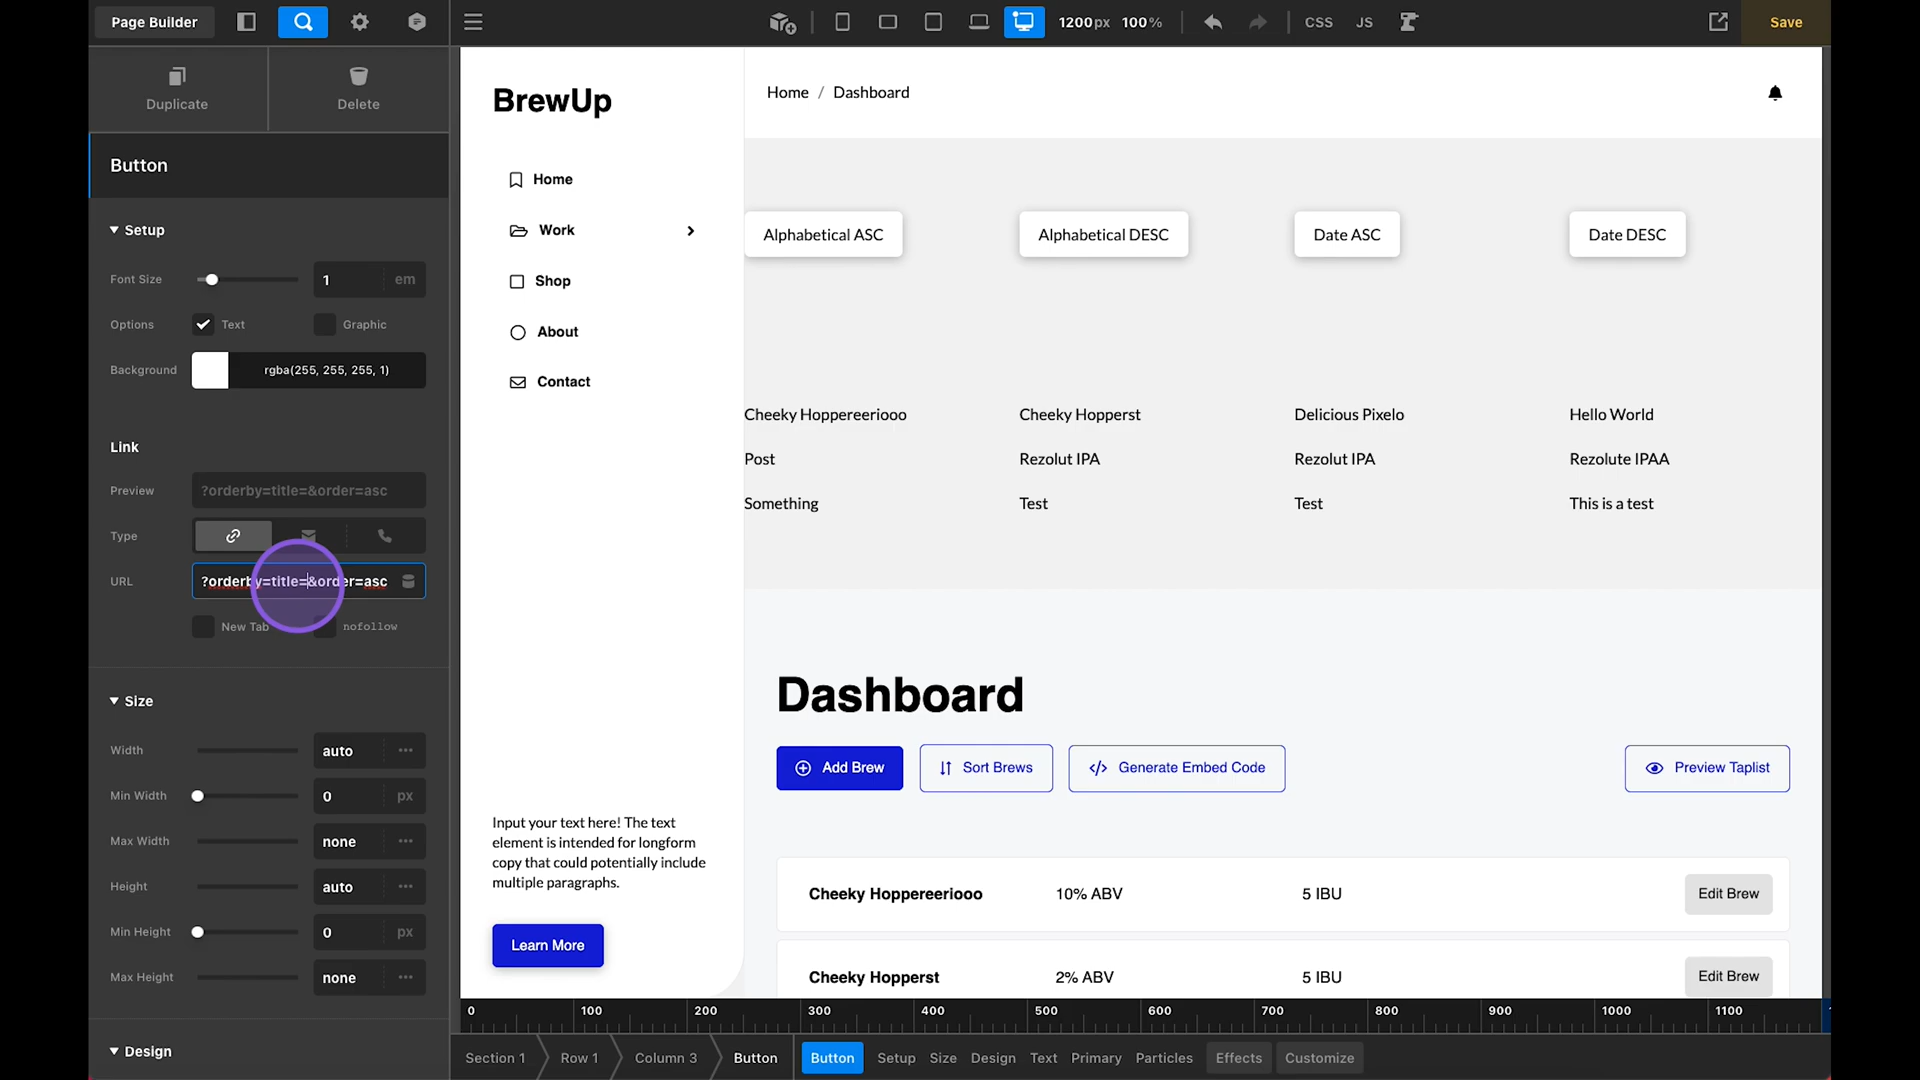 Page Builder
1200px 100%
CSS JS
Save
Duplicate
Delete
Button
Setup
Font Size
1 em
Options
Text
Graphic
Background
rgba(255, 255, 255, 1)
Link
Preview
?orderby=title=&order=asc
Type
URL
?orderby=title=&order=asc
New Tab
nofollow
Size
Width
auto
Min Width
0 px
Max Width
none
Height
auto
Min Height
0 px
Max Height
none
Design
BrewUp
Home
Work
Shop
About
Contact
Input your text here! The text
element is intended for longform
copy that could potentially include
multiple paragraphs.
Learn More
Home / Dashboard
Alphabetical ASC
Alphabetical DESC
Date ASC
Date DESC
Cheeky Hoppereeriooo
Cheeky Hopperst
Delicious Pixelo
Hello World
Post
Rezolut IPA
Rezolut IPA
Rezolute IPAA
Something
Test
Test
This is a test
Dashboard
Add Brew
Sort Brews
Generate Embed Code
Preview Taplist
Cheeky Hoppereeriooo
10% ABV
5 IBU
Edit Brew
Cheeky Hopperst
2% ABV
5 IBU
Edit Brew
0 100 200 300 400 500 600 700 800 900 1000 1100
Section 1
Row 1
Column 3
Button
Button
Setup
Size
Design
Text
Primary
Particles
Effects
Customize